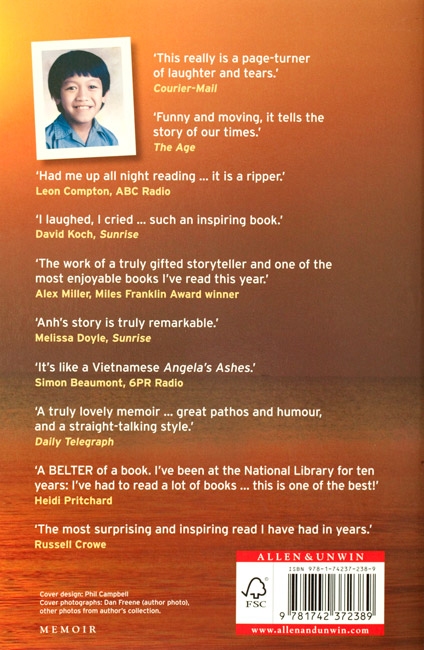 ‘This really is a page-turner
of laughter and tears.’
Courier-Mail
‘Funny and moving, it tells the
story of our times.’
The Age
‘Had me up all night reading ... it is a ripper.’
Leon Compton, ABC Radio
‘I laughed, I cried ... such an inspiring book.’
David Koch, Sunrise
‘The work of a truly gifted storyteller and one of the
most enjoyable books I’ve read this year.’
Alex Miller, Miles Franklin Award winner
‘Anh’s story is truly remarkable.’
Melissa Doyle, Sunrise
‘It’s like a Vietnamese Angela’s Ashes.’
Simon Beaumont, 6PR Radio
‘A truly lovely memoir ... great pathos and humour,
and a straight-talking style.’
Daily Telegraph
‘A BELTER of a book. I’ve been at the National Library for ten
years: I’ve had to read a lot of books ... this is one of the best!’
Heidi Pritchard
‘The most surprising and inspiring read I have had in years.’
Russell Crowe
Cover design: Phil Campbell
Cover photographs: Dan Freene (author photo),
other photos from author’s collection.
MEMOIR
FSC
ALLEN & UNWIN
ISBN 978-1-74237-238-9
9 781742 372389
www.allenandunwin.com